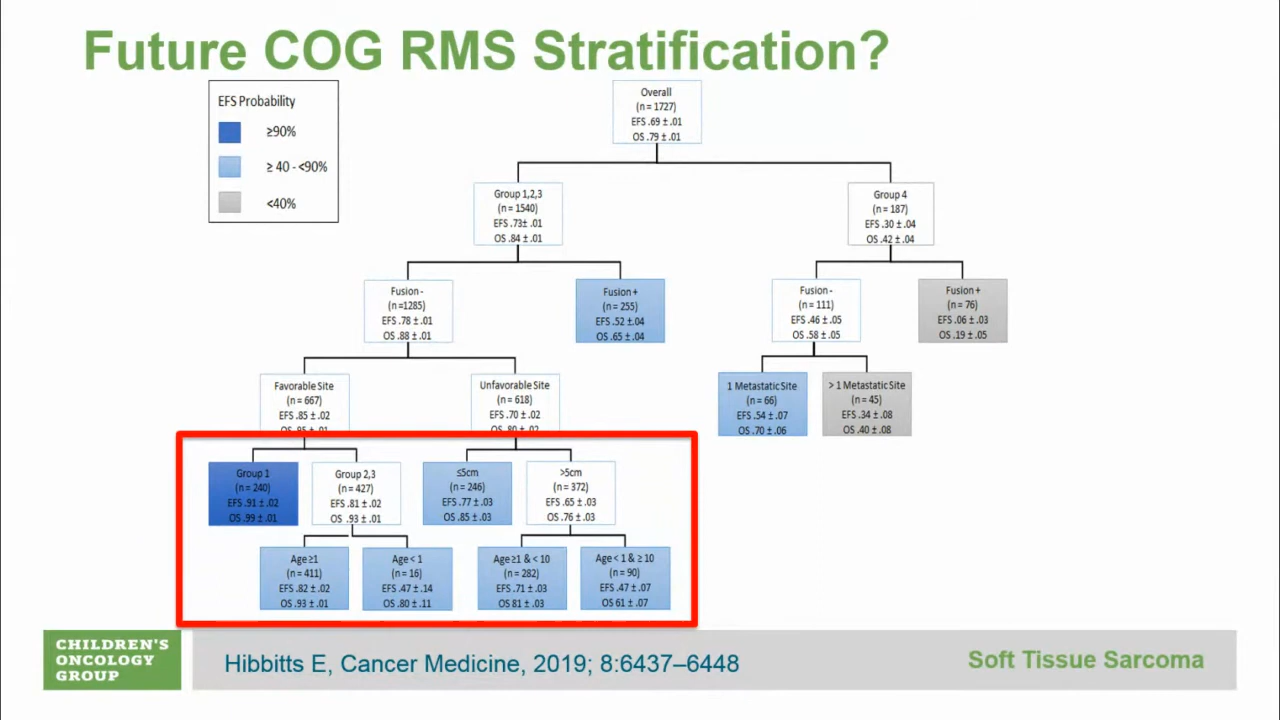 Future COG RMS Stratification?
EFS Probability
≥90%
≥ 40 - <90%
<40%
Overall
(n = 1727)
EFS .69 ± .01
OS .79 ± .01
Group 1,2,3
(n = 1540)
EFS .73± .01
OS .84 ± .01
Group 4
(n = 187)
EFS .30 ± .04
OS .42 ± .04
Fusion -
(n =1285)
EFS .78 ± .01
OS .88 ± .01
Fusion +
(n = 255)
EFS .52 ±.04
OS .65 ± .04
Fusion -
(n = 111)
EFS .46 ± .05
OS .58 ± .05
Fusion +
(n = 76)
EFS .06 ± .03
OS .19 ± .05
Favorable Site
(n = 667)
EFS .85 ± .02
OS .95 ± .01
Unfavorable Site
(n = 618)
EFS .70 ± .02
OS .80 ± .02
1 Metastatic Site
(n = 66)
EFS .54 ± .07
OS .70 ± .06
> 1 Metastatic Site
(n = 45)
EFS .34 ± .08
OS .40 ± .08
Group 1
(n = 240)
EFS .91 ± .02
OS .99 ± .01
Group 2,3
(n = 427)
EFS .81 ± .02
OS .93 ± .01
≤5cm
(n = 246)
EFS .77 ± .03
OS .85 ± .03
>5cm
(n = 372)
EFS .65 ± .03
OS .76 ± .03
Age ≥1
(n = 411)
EFS .82 ± .02
OS .93 ± .01
Age < 1
(n = 16)
EFS .47 ± .14
OS .80 ± .11
Age ≥1 & < 10
(n = 282)
EFS .71 ± .03
OS 81 ± .03
Age < 1 & ≥ 10
(n = 90)
EFS .47 ± .07
OS 61 ± .07
CHILDREN'S
ONCOLOGY
GROUP
Hibbitts E, Cancer Medicine, 2019; 8:6437–6448
Soft Tissue Sarcoma